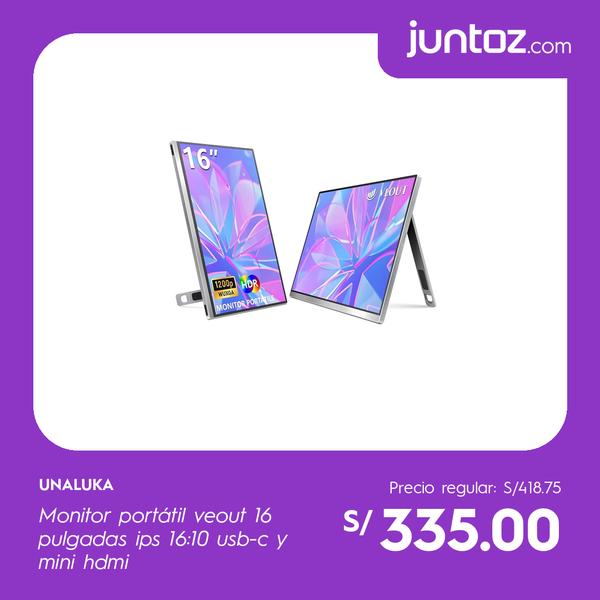 juntoz.com
16"
VEOUT
1200p
WUXGA
HDR
MONITOR PORTÁTIL
UNALUKA
Monitor portátil veout 16
pulgadas ips 16:10 usb-c y
mini hdmi
Precio regular: S/418.75
S/335.00